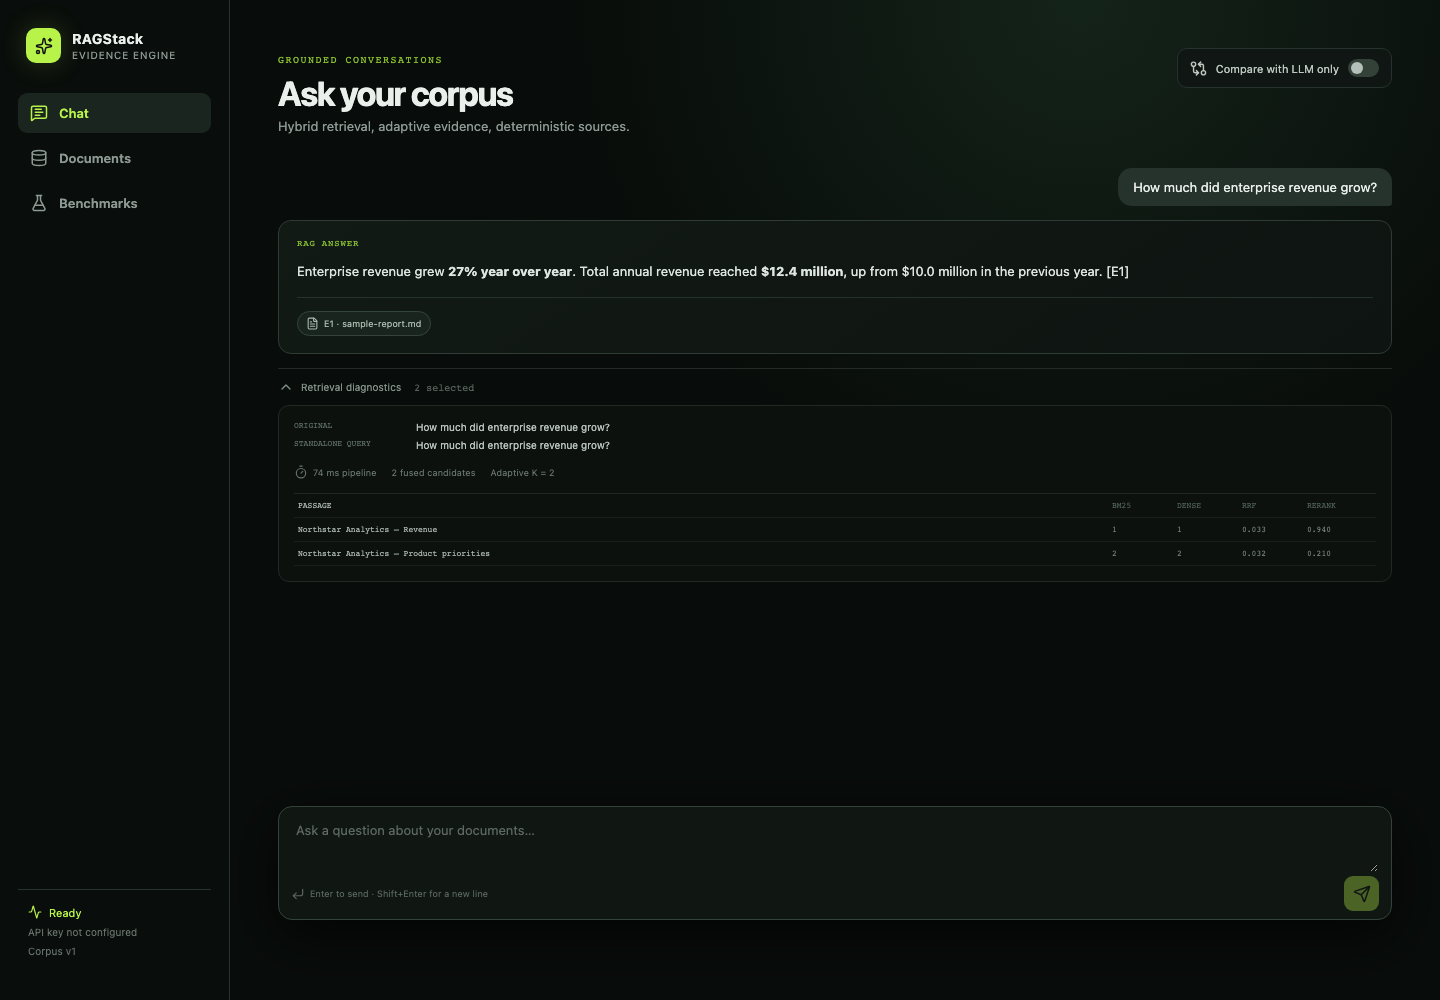 RAGStack
EVIDENCE ENGINE
Chat
Documents
Benchmarks
Ready
API key not configured
Corpus v1
GROUNDED CONVERSATIONS
Ask your corpus
Hybrid retrieval, adaptive evidence, deterministic sources.
Compare with LLM only
How much did enterprise revenue grow?
RAG ANSWER
Enterprise revenue grew 27% year over year. Total annual revenue reached $12.4 million, up from $10.0 million in the previous year. [E1]
E1 · sample-report.md
Retrieval diagnostics 2 selected
ORIGINAL How much did enterprise revenue grow?
STANDALONE QUERY How much did enterprise revenue grow?
74 ms pipeline 2 fused candidates Adaptive K = 2
PASSAGE BM25 DENSE RRF RERANK
Northstar Analytics — Revenue 1 1 0.033 0.940
Northstar Analytics — Product priorities 2 2 0.032 0.210
Ask a question about your documents...
Enter to send · Shift+Enter for a new line